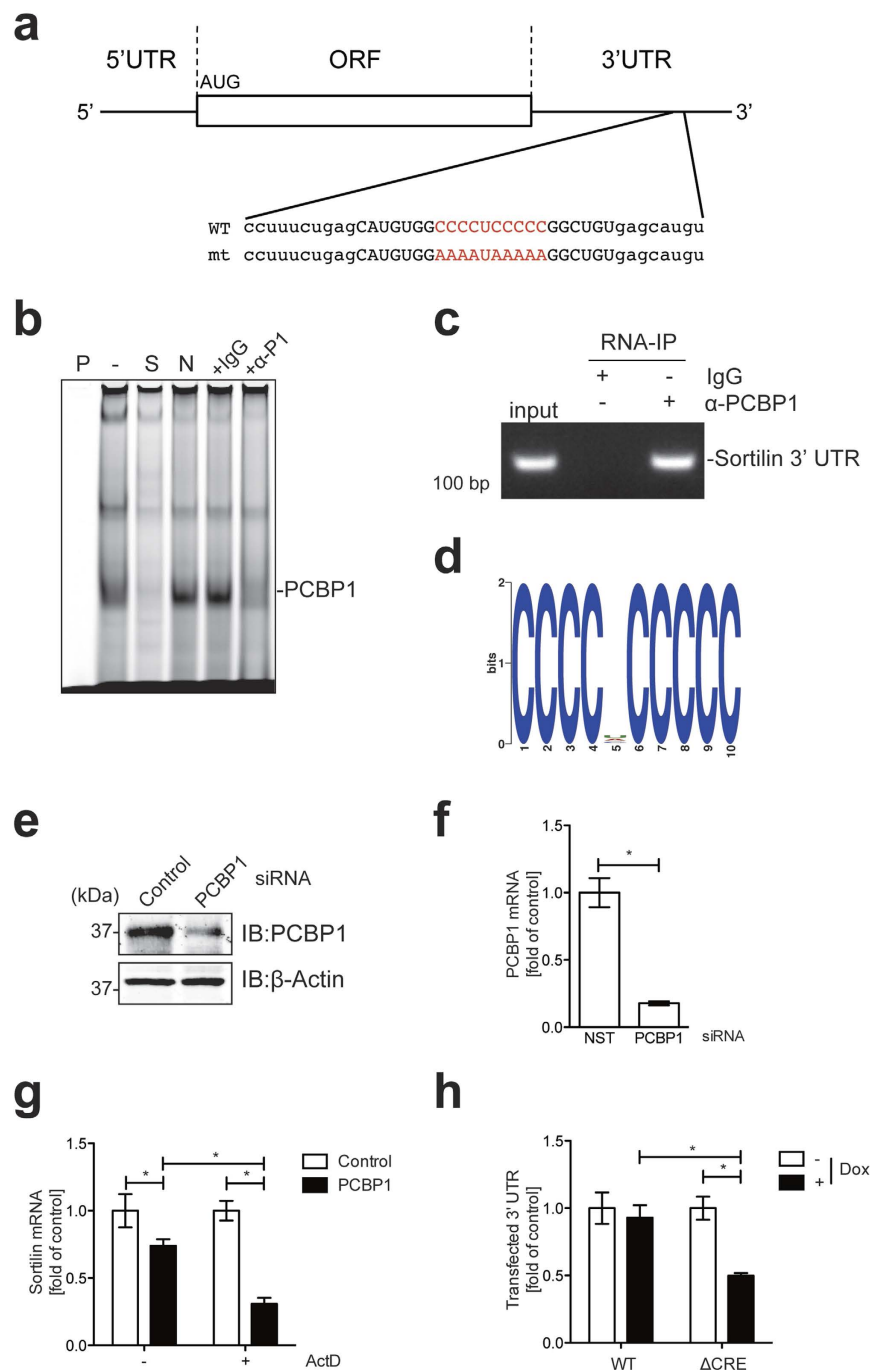 a
5'UTR ORF 3'UTR
AUG
5' 3'
WT ccuuucugagCAUGUGGCCCCUCCCCCGGCUGUgagcaugu
mt ccuuucugagCAUGUGGAAAAUAAAAAGGCUGUgagcaugu
b
P - S N +IgG +α-P1
-PCBP1
c
RNA-IP
+ - IgG
input - + α-PCBP1
-Sortilin 3' UTR
100 bp
d
2
bits
1
0
CCCC CCCCC
1 2 3 4 5 6 7 8 9 10
e
Control PCBP1 siRNA
(kDa)
37 IB:PCBP1
37 IB:β-Actin
f
PCBP1 mRNA
[fold of control]
1.5
*
1.0
0.5
0.0
NST PCBP1 siRNA
g
Sortilin mRNA
[fold of control]
1.5
* * *
1.0
0.5
0.0
- + ActD
Control
PCBP1
h
Transfected 3' UTR
[fold of control]
1.5
* *
1.0
0.5
0.0
WT ΔCRE
-
+
Dox